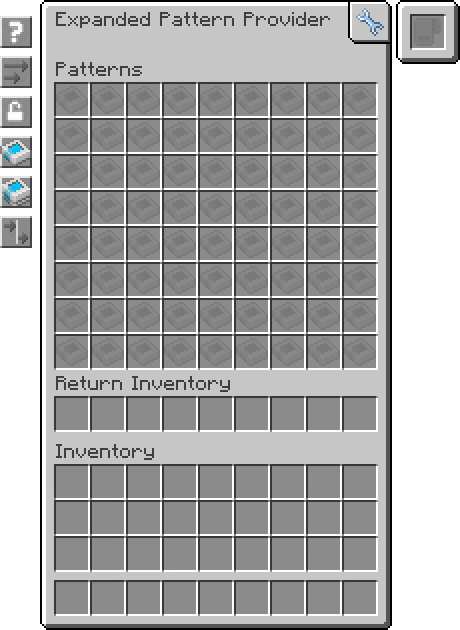 Expanded Pattern Provider
?
Patterns
Return Inventory
Inventory